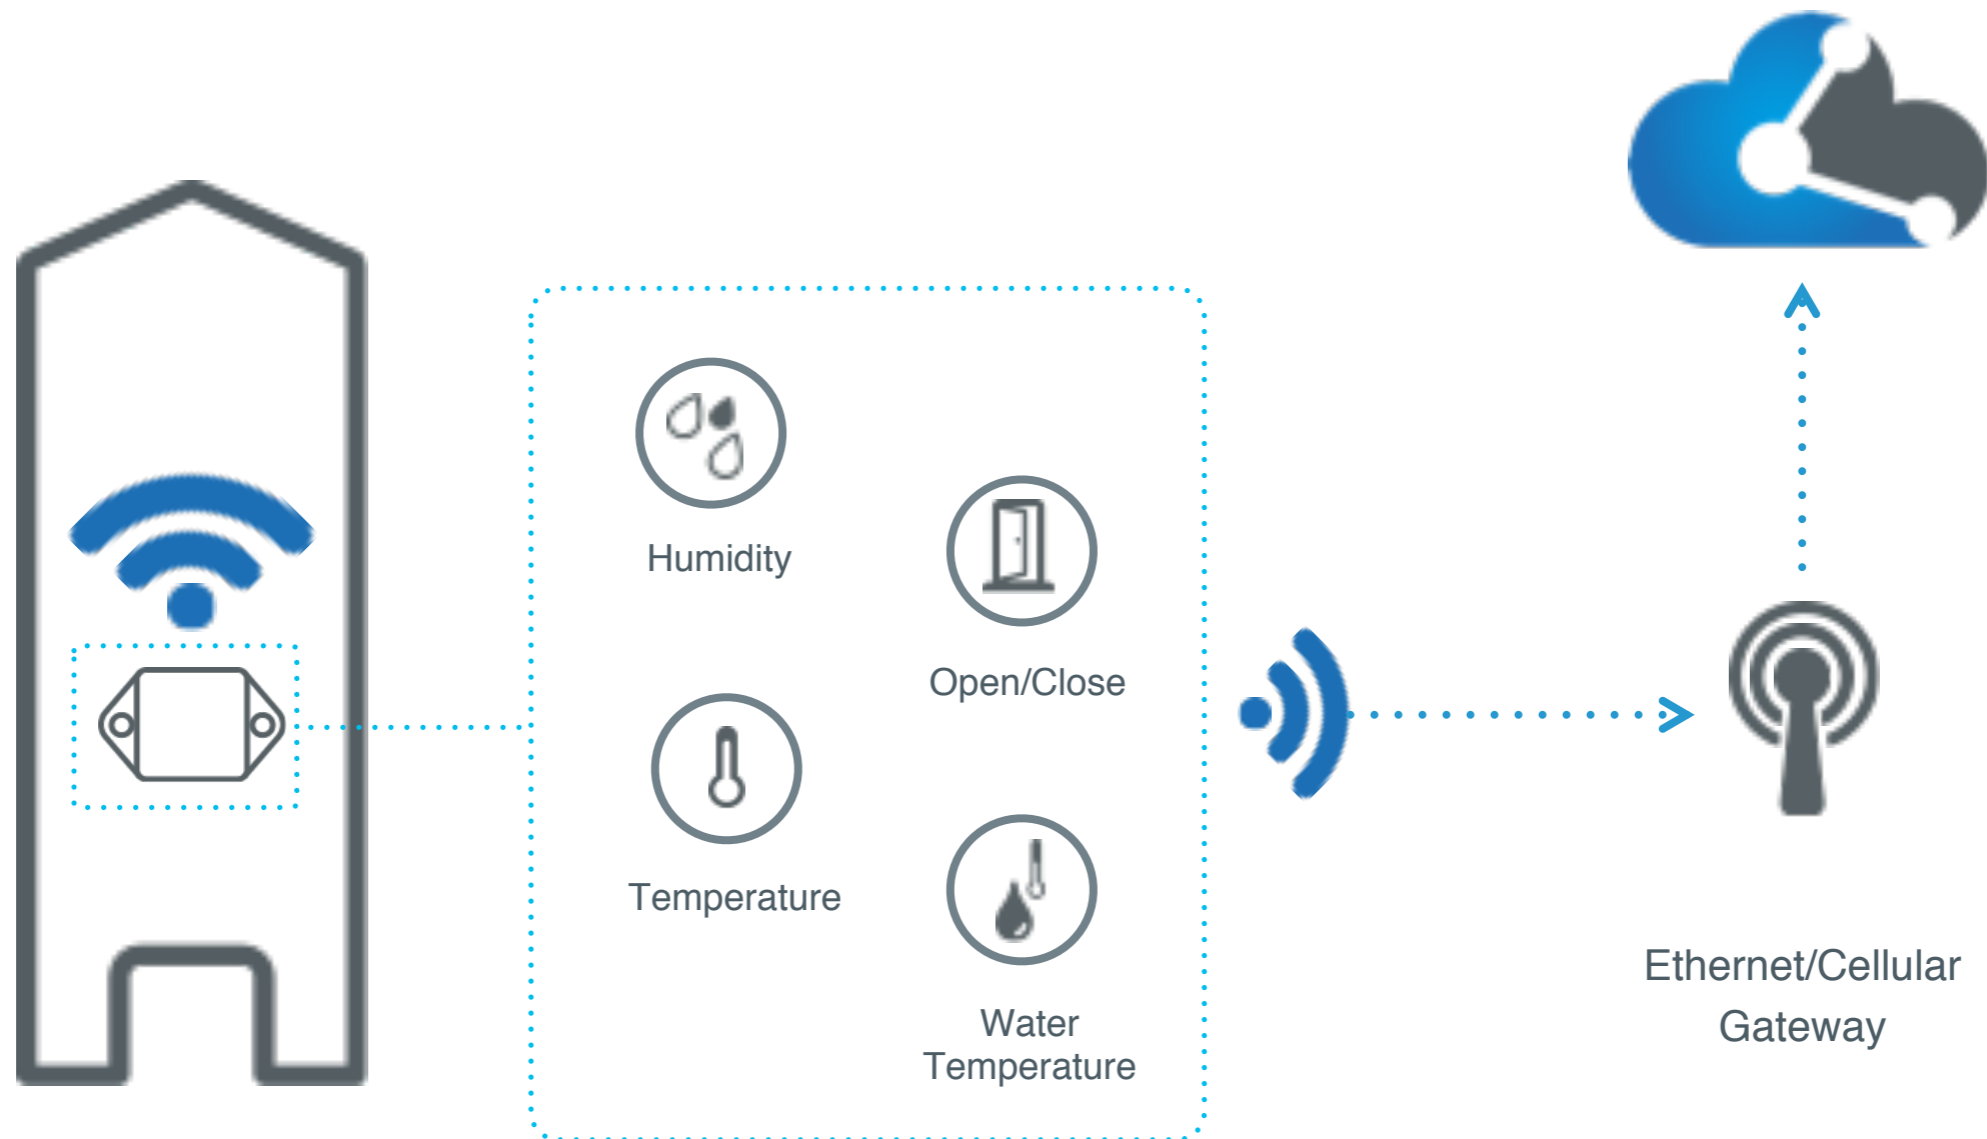 Humidity
Open/Close
Temperature
Water
Temperature
Ethernet/Cellular
Gateway